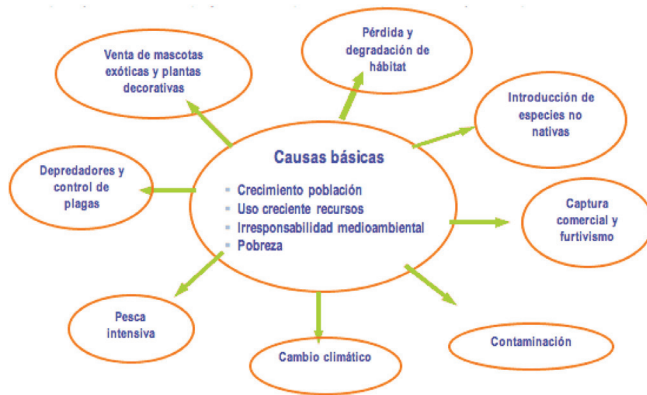 Pérdida y
degradación de
hábitat
Venta de mascotas
exóticas y plantas
decorativas
Introducción de
especies no
nativas
Causas básicas
Crecimiento población
Uso creciente recursos
Irresponsabilidad medioambiental
Pobreza
Depredadores y
control de
plagas
Captura
comercial y
furtivismo
Pesca
intensiva
Cambio climático
Contaminación